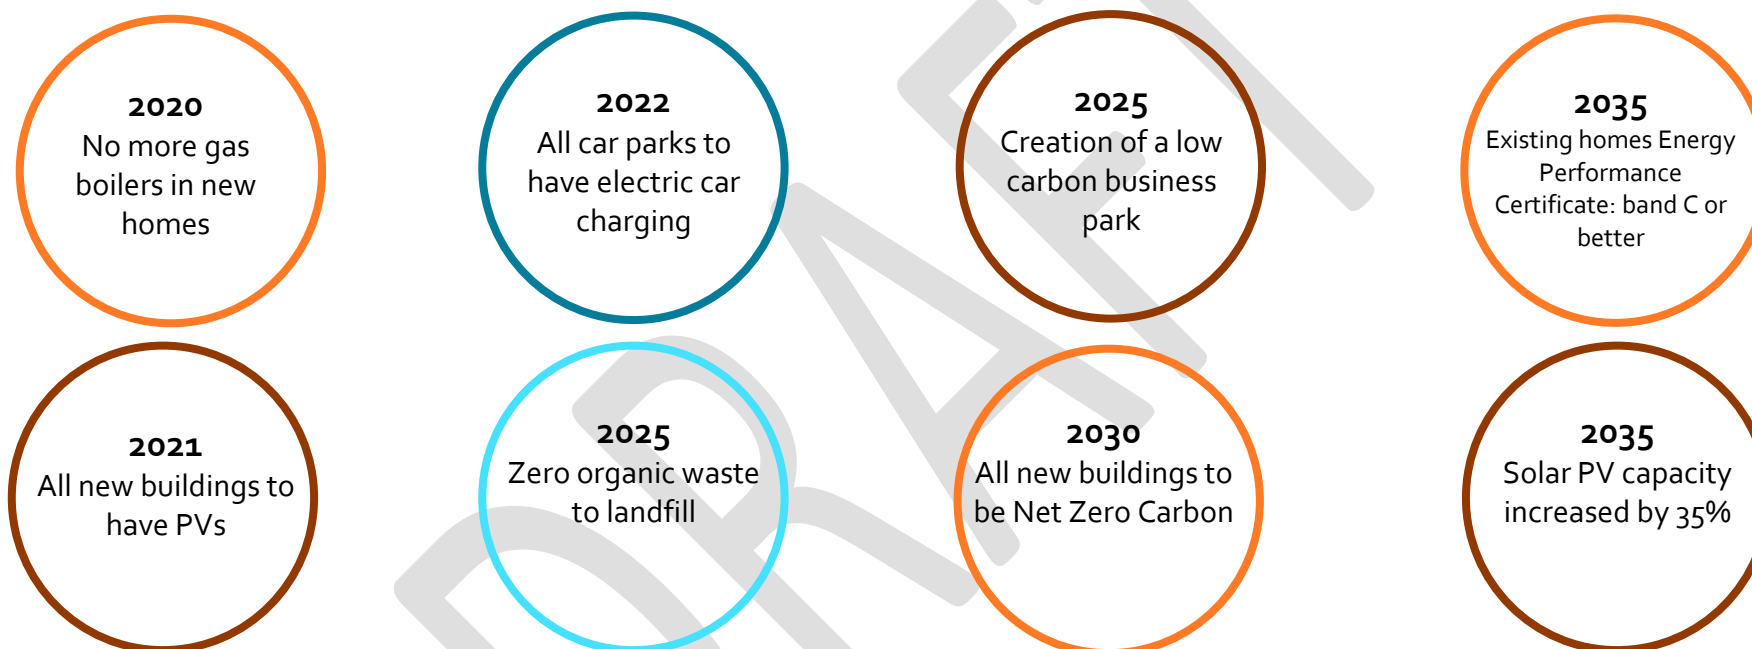 2020
No more gas
boilers in new
homes
2022
All car parks to
have electric car
charging
2025
Creation of a low
carbon business
park
2035
Existing homes Energy
Performance
Certificate: band C or
better
2021
All new buildings to
have PVs
2025
Zero organic waste
to landfill
2030
All new buildings to
be Net Zero Carbon
2035
Solar PV capacity
increased by 35%
DRAFT